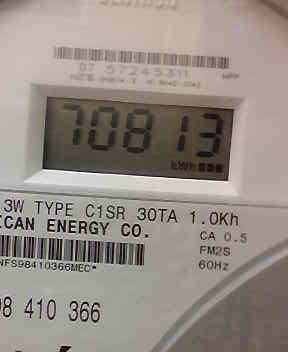 07 57245311
70813
kWh
3W TYPE C1SR 30TA 1.0Kh
ICAN ENERGY CO.
CA 0.5
FM2S
60Hz
NFS98410366MEC*
98 410 366